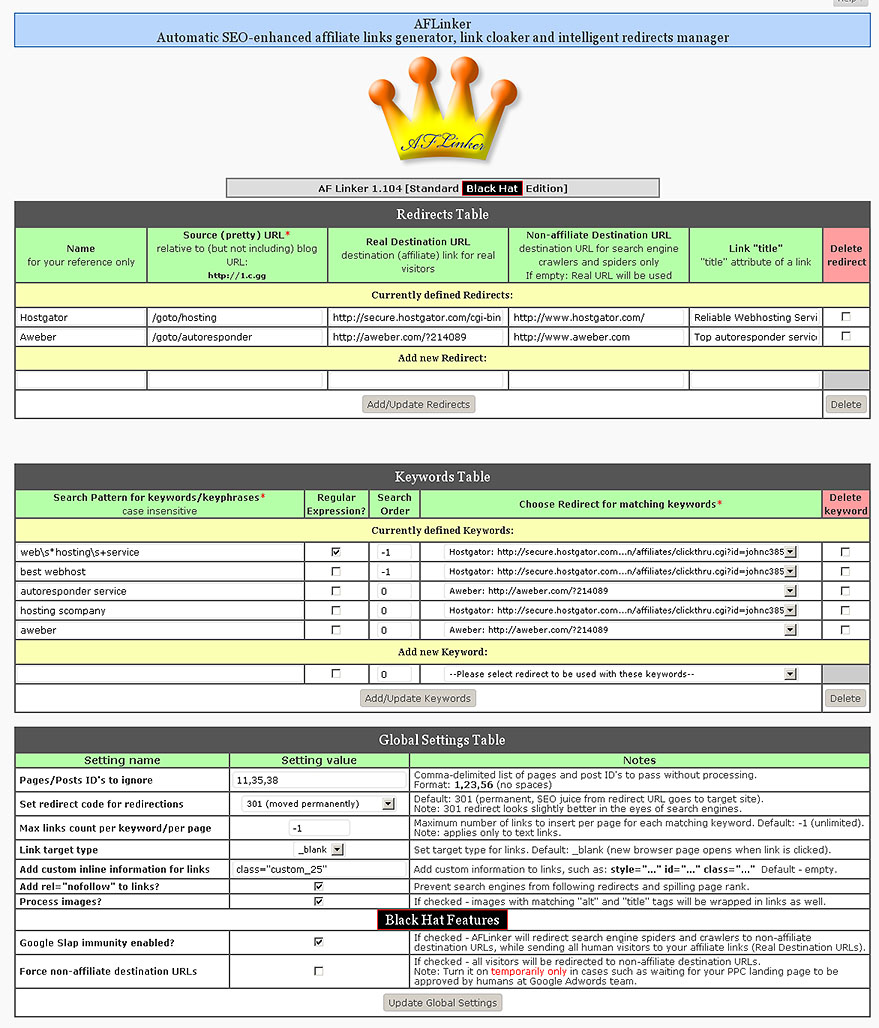 AFLinker
Automatic SEO-enhanced affiliate links generator, link cloaker and intelligent redirects manager
AFLinker
AF Linker 1.104 [Standard Black Hat Edition]
Redirects Table
Name
for your reference only
Source (pretty) URL*
relative to (but not including) blog
URL:
http://1.c.gg
Real Destination URL
destination (affiliate) link for real
visitors
Non-affiliate Destination URL
destination URL for search engine
crawlers and spiders only
If empty: Real URL will be used
Link "title"
"title" attribute of a link
Delete
redirect
Currently defined Redirects:
Hostgator /goto/hosting http://secure.hostgator.com/cgi-bin http://www.hostgator.com/ Reliable Webhosting Servi
Aweber /goto/autoresponder http://aweber.com/?214089 http://www.aweber.com Top autoresponder service
Add new Redirect:
Add/Update Redirects Delete
Keywords Table
Search Pattern for keywords/keyphrases*
case insensitive
Regular
Expression?
Search
Order
Choose Redirect for matching keywords*
Delete
keyword
Currently defined Keywords:
web\s*hosting\s+service -1 Hostgator: http://secure.hostgator.com...n/affiliates/clickthru.cgi?id=johnc385
best webhost -1 Hostgator: http://secure.hostgator.com...n/affiliates/clickthru.cgi?id=johnc385
autoresponder service 0 Aweber: http://aweber.com/?214089
hosting scompany 0 Hostgator: http://secure.hostgator.com...n/affiliates/clickthru.cgi?id=johnc385
aweber 0 Aweber: http://aweber.com/?214089
Add new Keyword:
0 --Please select redirect to be used with these keywords--
Add/Update Keywords Delete
Global Settings Table
Setting name Setting value Notes
Pages/Posts ID's to ignore 11,35,38 Comma-delimited list of pages and post ID's to pass without processing.
Format: 1,23,56 (no spaces)
Set redirect code for redirections 301 (moved permanently) Default: 301 (permanent, SEO juice from redirect URL goes to target site).
Note: 301 redirect looks slightly better in the eyes of search engines.
Max links count per keyword/per page -1 Maximum number of links to insert per page for each matching keyword. Default: -1 (unlimited).
Note: applies only to text links.
Link target type _blank Set target type for links. Default: _blank (new browser page opens when link is clicked).
Add custom inline information for links class="custom_25" Add custom information to links, such as: style="..." id="..." class="..." Default - empty.
Add rel="nofollow" to links? Prevent search engines from following redirects and spilling page rank.
Process images? If checked - images with matching "alt" and "title" tags will be wrapped in links as well.
Black Hat Features
Google Slap immunity enabled? If checked - AFLinker will redirect search engine spiders and crawlers to non-affiliate
destination URLs, while sending all human visitors to your affiliate links (Real Destination URLs).
Force non-affiliate destination URLs If checked - all visitors will be redirected to non-affiliate destination URLs.
Note: Turn it on temporarily only in cases such as waiting for your PPC landing page to be
approved by humans at Google Adwords team.
Update Global Settings